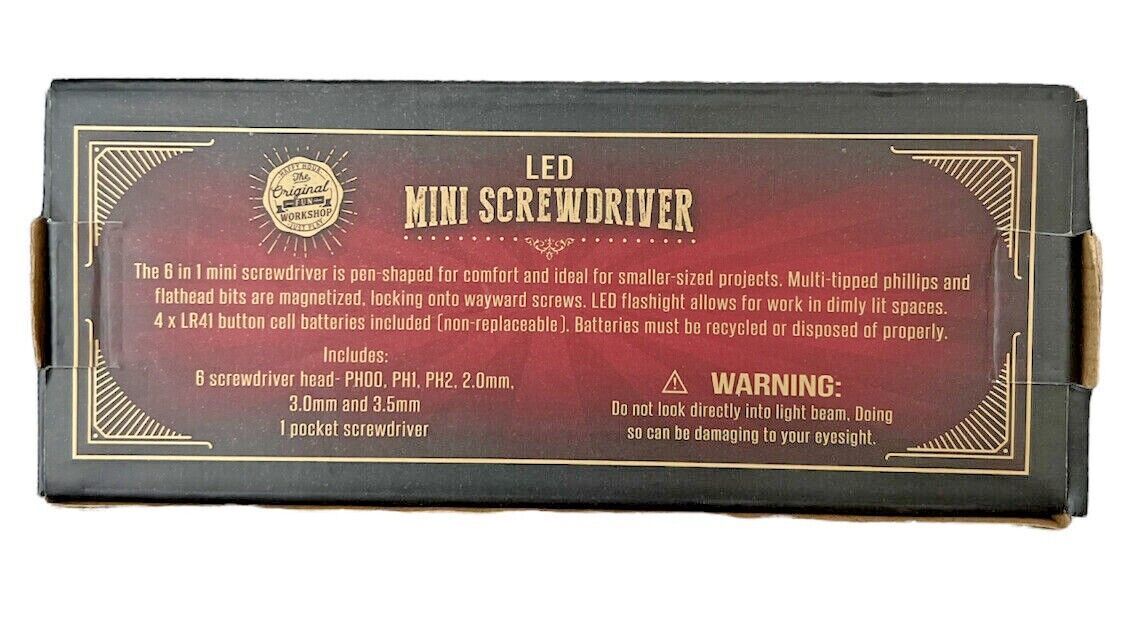 HAPPY HOUR
The
Original
FUN
WORKSHOP
JUST PLAY
LED
MINI SCREWDRIVER
The 6 in 1 mini screwdriver is pen-shaped for comfort and ideal for smaller-sized projects. Multi-tipped phillips and
flathead bits are magnetized, locking onto wayward screws. LED flashight allows for work in dimly lit spaces.
4 x LR41 button cell batteries included (non-replaceable). Batteries must be recycled or disposed of properly.
Includes:
6 screwdriver head- PH00, PH1, PH2, 2.0mm,
3.0mm and 3.5mm
1 pocket screwdriver
WARNING:
Do not look directly into light beam. Doing
so can be damaging to your eyesight.